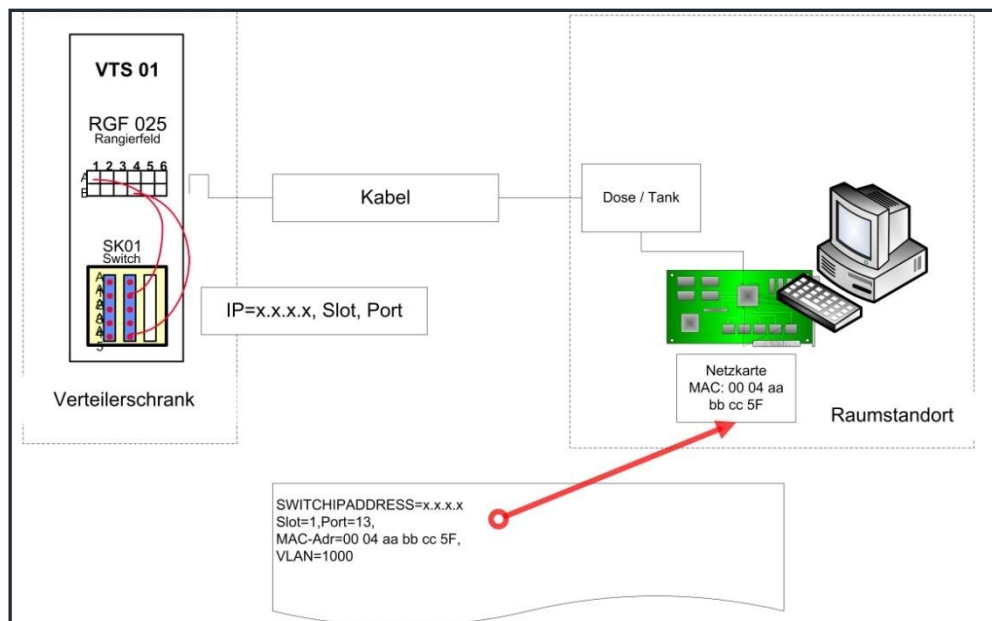 VTS 01
RGF 025
Rangierfeld
1 2 3 4 5 6
A
B
SK01
Switch
A
A
A
A
A
5
Verteilerschrank
IP=x.x.x.x, Slot, Port
Kabel
Dose / Tank
Netzkarte
MAC: 00 04 aa
bb cc 5F
Raumstandort
SWITCHIPADDRESS=x.x.x.x
Slot=1,Port=13,
MAC-Adr=00 04 aa bb cc 5F,
VLAN=1000